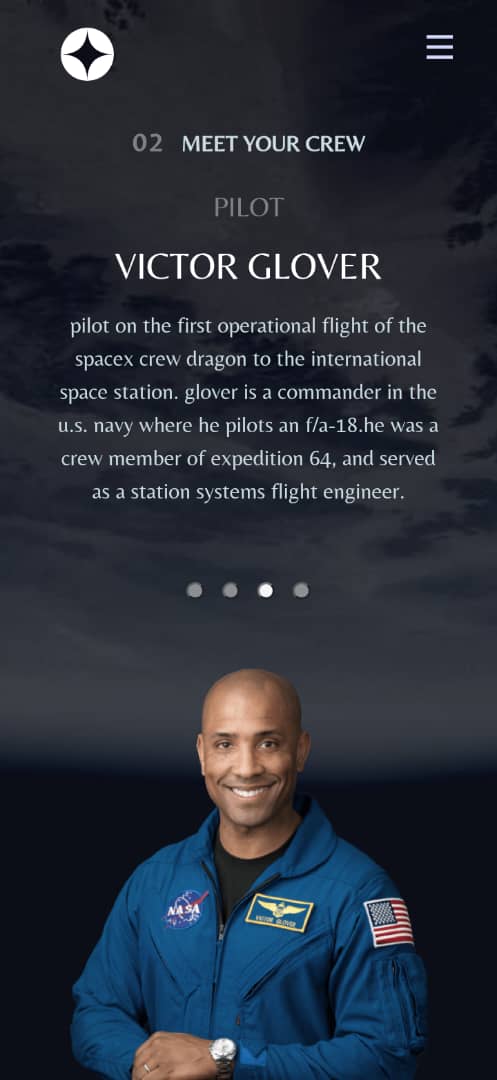 02 MEET YOUR CREW
PILOT
VICTOR GLOVER
pilot on the first operational flight of the
spacex crew dragon to the international
space station. glover is a commander in the
u.s. navy where he pilots an f/a-18.he was a
crew member of expedition 64, and served
as a station systems flight engineer.
NASA
VICTOR GLOVER